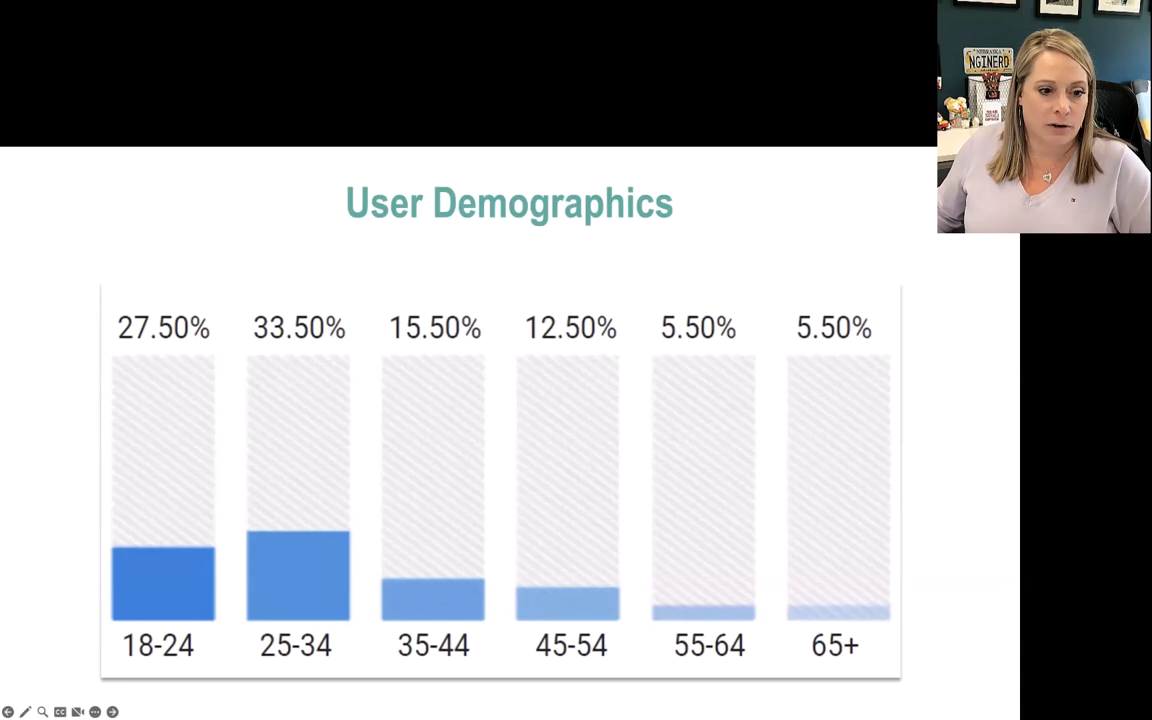 NEBRASKA
NGINERD
User Demographics
27.50% 33.50% 15.50% 12.50% 5.50% 5.50%
18-24 25-34 35-44 45-54 55-64 65+